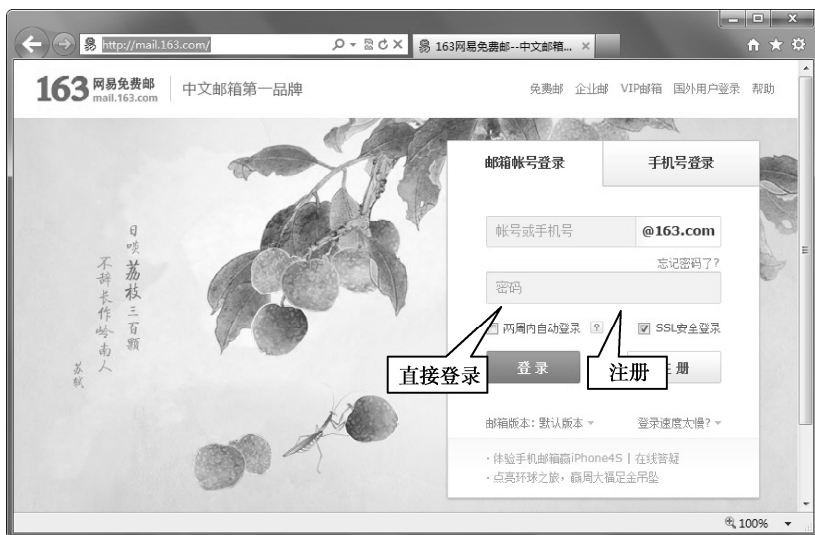 http://mail.163.com/
163网易免费邮--中文邮箱...
163 网易免费邮
mail.163.com
中文邮箱第一品牌
免费邮 企业邮 VIP邮箱 国外用户登录 帮助
邮箱帐号登录
手机号登录
帐号或手机号
@163.com
忘记密码了?
密码
两周内自动登录 ?
SSL安全登录
直接登录
登 录
注册
册
邮箱版本: 默认版本
登录速度太慢?
· 体验手机邮箱赢iPhone4S | 在线答疑
· 点亮环球之旅，赢周大福足金吊坠
日啖荔枝三百颗
不辞长作岭南人
苏轼
100%